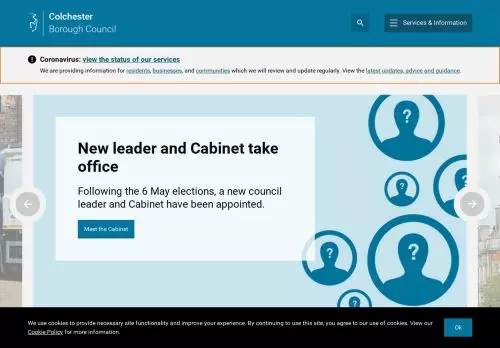 Colchester
Borough Council
Services & Information
Coronavirus: view the status of our services
We are providing information for residents, businesses, and communities which we will review and update regularly. View the latest updates, advice and guidance.
New leader and Cabinet take
office
Following the 6 May elections, a new council
leader and Cabinet have been appointed.
Meet the Cabinet
?
?
?
?
?
We use cookies to provide necessary site functionality and improve your experience. By continuing to use this site, you agree to our use of cookies. View our
Cookie Policy for more information.
Ok